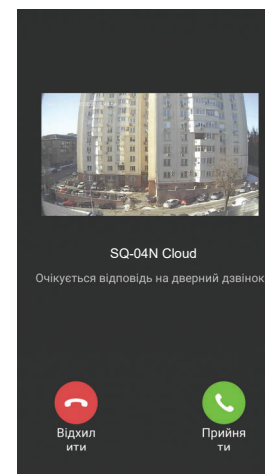 SQ-04N Cloud
Очікується відповідь на дверний дзвінок
Відхил
ити
Прийня
ти